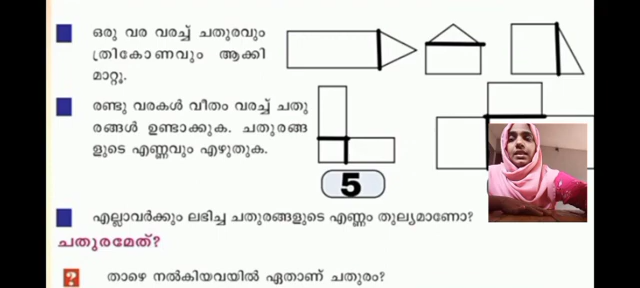 ഒരു വര വരച്ച് ചതുരവും
ത്രികോണവും ആക്കി
മാറ്റൂ.
രണ്ടു വരകൾ വീതം വരച്ച് ചതു
രങ്ങൾ ഉണ്ടാക്കുക. ചതുരങ്ങ
ളുടെ എണ്ണവും എഴുതുക.
5
എല്ലാവർക്കും ലഭിച്ച ചതുരങ്ങളുടെ എണ്ണം തുല്യമാണോ?
ചതുരമേത്?
? താഴെ നൽകിയവയിൽ ഏതാണ് ചതുരം?